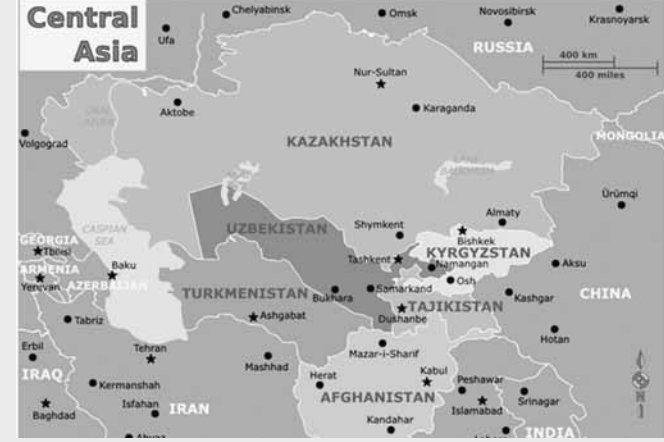 Central
Asia
Chelyabinsk
Omsk
Novosibirsk
Krasnoyarsk
Ufa
RUSSIA
400 km
400 miles
Nur-Sultan
Aktobe
Karaganda
Volgograd
KAZAKHSTAN
MONGOLIA
Ürümqi
CASPIAN
SEA
UZBEKISTAN
Shymkent
Almaty
Bishkek
GEORGIA
Tbilisi
Tashkent
KYRGYZSTAN
Namangan
Aksu
ARMENIA
Baku
Yerevan
AZERBAIJAN
Osh
TURKMENISTAN
Bukhara
Samarkand
TAJIKISTAN
Kashgar
CHINA
Tabriz
Ashgabat
Dushanbe
Hotan
Erbil
Tehran
Mashhad
Mazar-i-Sharif
IRAQ
Kermanshah
Herat
Kabul
Peshawar
AFGHANISTAN
Srinagar
Baghdad
Isfahan
IRAN
Islamabad
Kandahar
INDIA
N